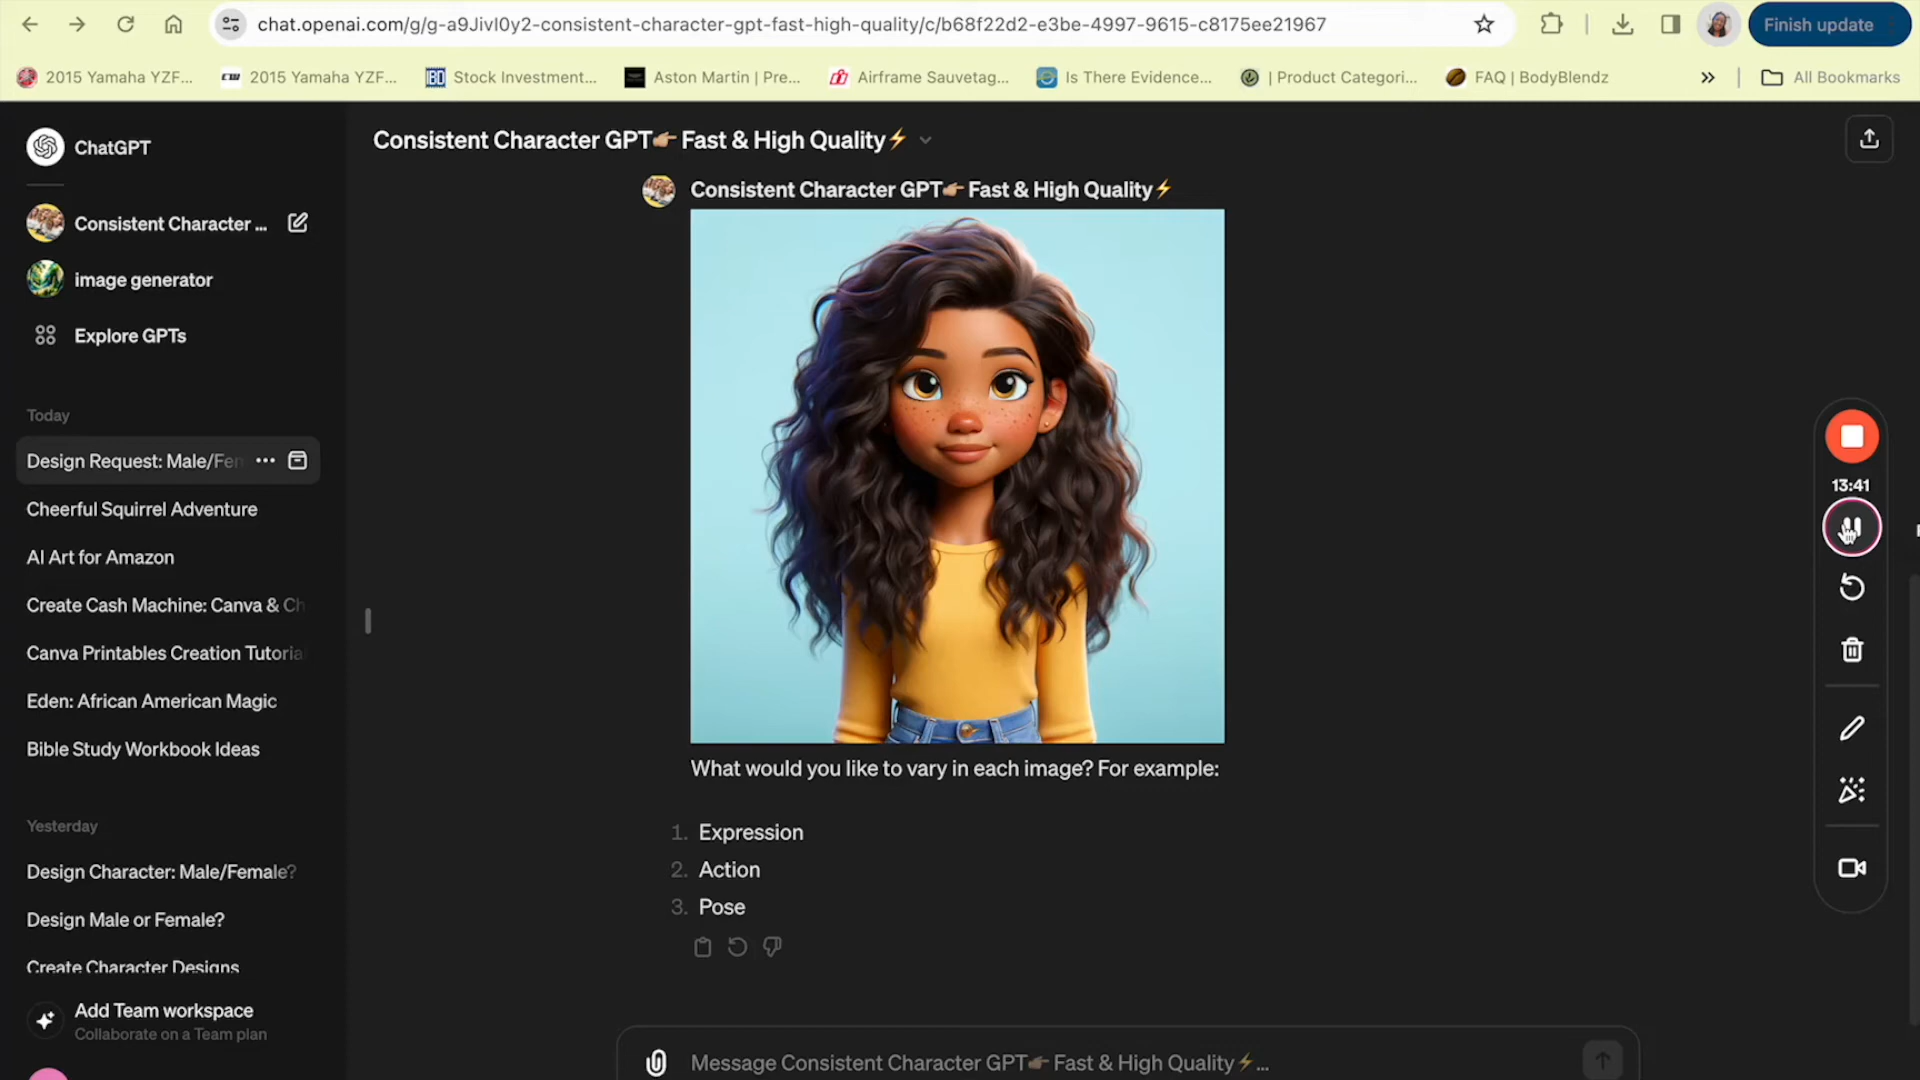 chat.openai.com/g/g-a9JivI0y2-consistent-character-gpt-fast-high-quality/c/b68f22d2-e3be-4997-9615-c8175ee21967
Finish update
2015 Yamaha YZF...
2015 Yamaha YZF...
Stock Investment...
Aston Martin | Pre...
Airframe Sauvetag...
Is There Evidence...
| Product Categori...
FAQ | BodyBlendz
All Bookmarks
ChatGPT
Consistent Character ...
image generator
Explore GPTs
Today
Design Request: Male/Fen
Cheerful Squirrel Adventure
AI Art for Amazon
Create Cash Machine: Canva & Ch
Canva Printables Creation Tutoria
Eden: African American Magic
Bible Study Workbook Ideas
Yesterday
Design Character: Male/Female?
Design Male or Female?
Create Character Designs
Add Team workspace
Collaborate on a Team plan
Consistent Character GPT👉🏽 Fast & High Quality⚡
Consistent Character GPT👉🏽 Fast & High Quality⚡
What would you like to vary in each image? For example:
1. Expression
2. Action
3. Pose
Message Consistent Character GPT👉🏽 Fast & High Quality⚡...
13:41